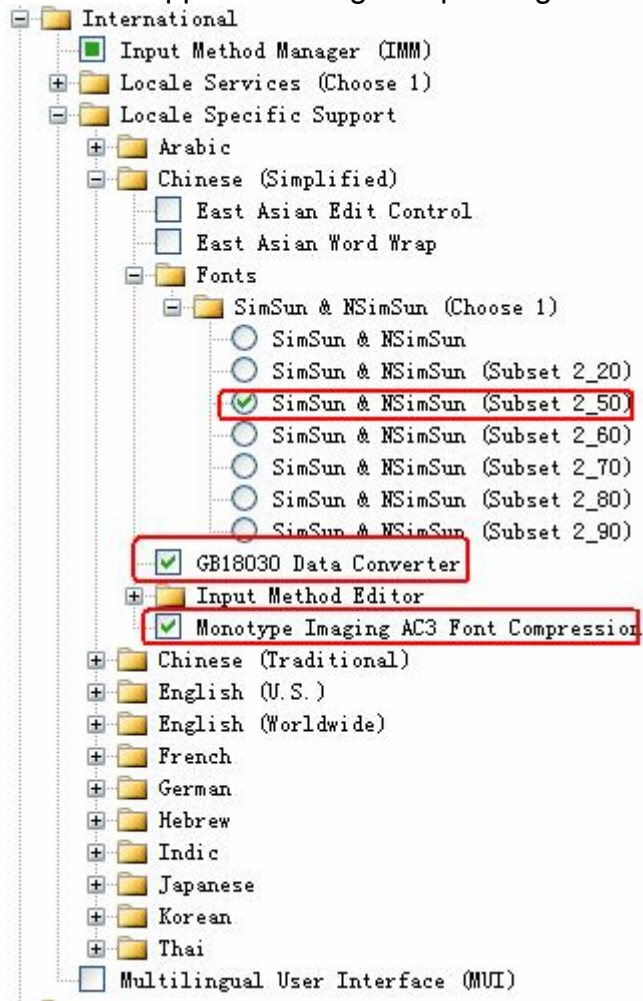 International
Input Method Manager (IMM)
Locale Services (Choose 1)
Locale Specific Support
Arabic
Chinese (Simplified)
East Asian Edit Control
East Asian Word Wrap
Fonts
SimSun & NSimSun (Choose 1)
SimSun & NSimSun
SimSun & NSimSun (Subset 2_20)
SimSun & NSimSun (Subset 2_50)
SimSun & NSimSun (Subset 2_60)
SimSun & NSimSun (Subset 2_70)
SimSun & NSimSun (Subset 2_80)
SimSun & NSimSun (Subset 2_90)
GB18030 Data Converter
Input Method Editor
Monotype Imaging AC3 Font Compression
Chinese (Traditional)
English (U.S.)
English (Worldwide)
French
German
Hebrew
Indic
Japanese
Korean
Thai
Multilingual User Interface (MUI)